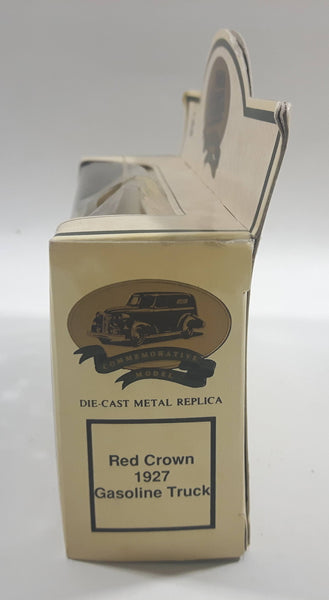 COMMEMORATIVE
MODEL
DIE-CAST METAL REPLICA
Red Crown
1927
Gasoline Truck